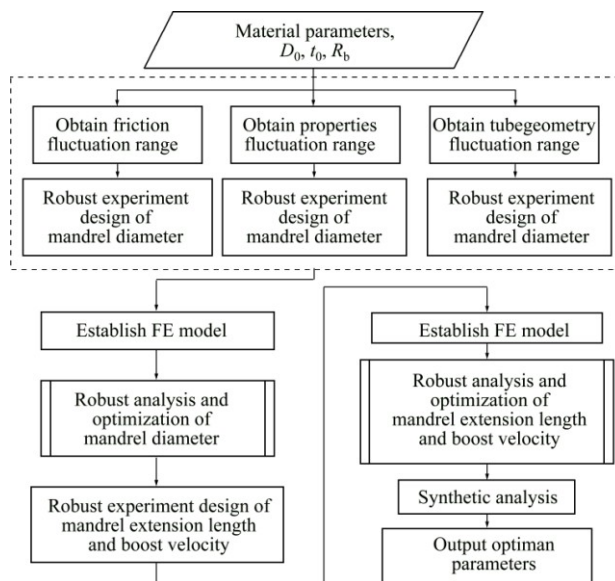 Material parameters,
D0, t0, Rb
Obtain friction
fluctuation range
Obtain properties
fluctuation range
Obtain tubegeometry
fluctuation range
Robust experiment
design of
mandrel diameter
Robust experiment
design of
mandrel diameter
Robust experiment
design of
mandrel diameter
Establish FE model
Robust analysis and
optimization of
mandrel diameter
Robust experiment design of
mandrel extension length
and boost velocity
Establish FE model
Robust analysis and
optimization of
mandrel extension length
and boost velocity
Synthetic analysis
Output optiman
parameters